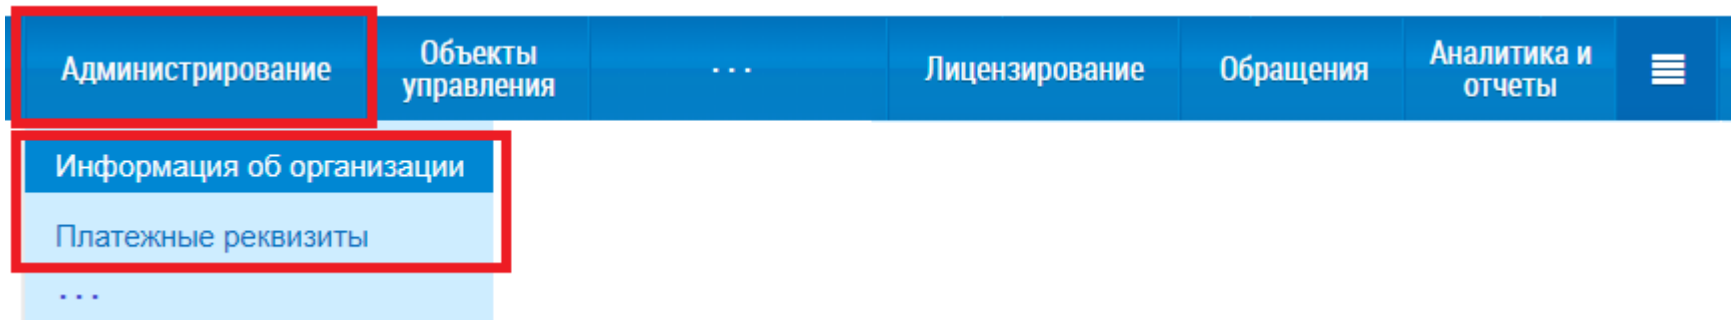 Администрирование
Объекты
управления
...
Лицензирование
Обращения
Аналитика и
отчеты
Информация об организации
Платежные реквизиты
...